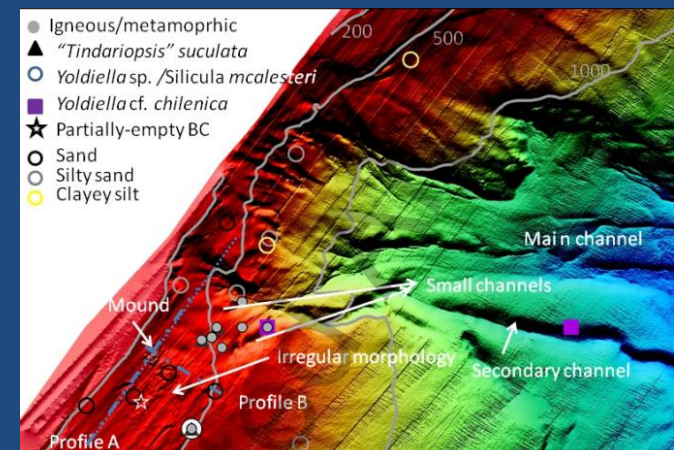 Igneous/metamoprhic
“Tindariopsis” suculata
Yoldiella sp. /Silicula mcalesteri
Yoldiella cf. chilenica
Partially-empty BC
Sand
Silty sand
Clayey silt
200
500
1000
Main channel
Small channels
Mound
Irregular morphology
Secondary channel
Profile B
Profile A